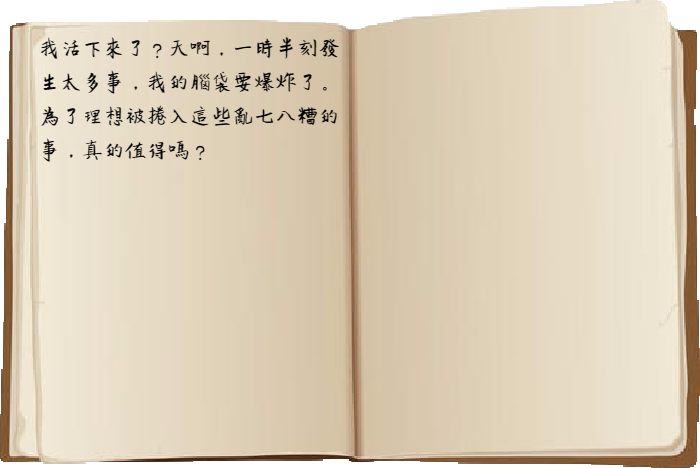 我活下來了？天啊，一時半刻發
生太多事，我的腦袋要爆炸了。
為了理想被捲入這些亂七八糟的
事，真的值得嗎？